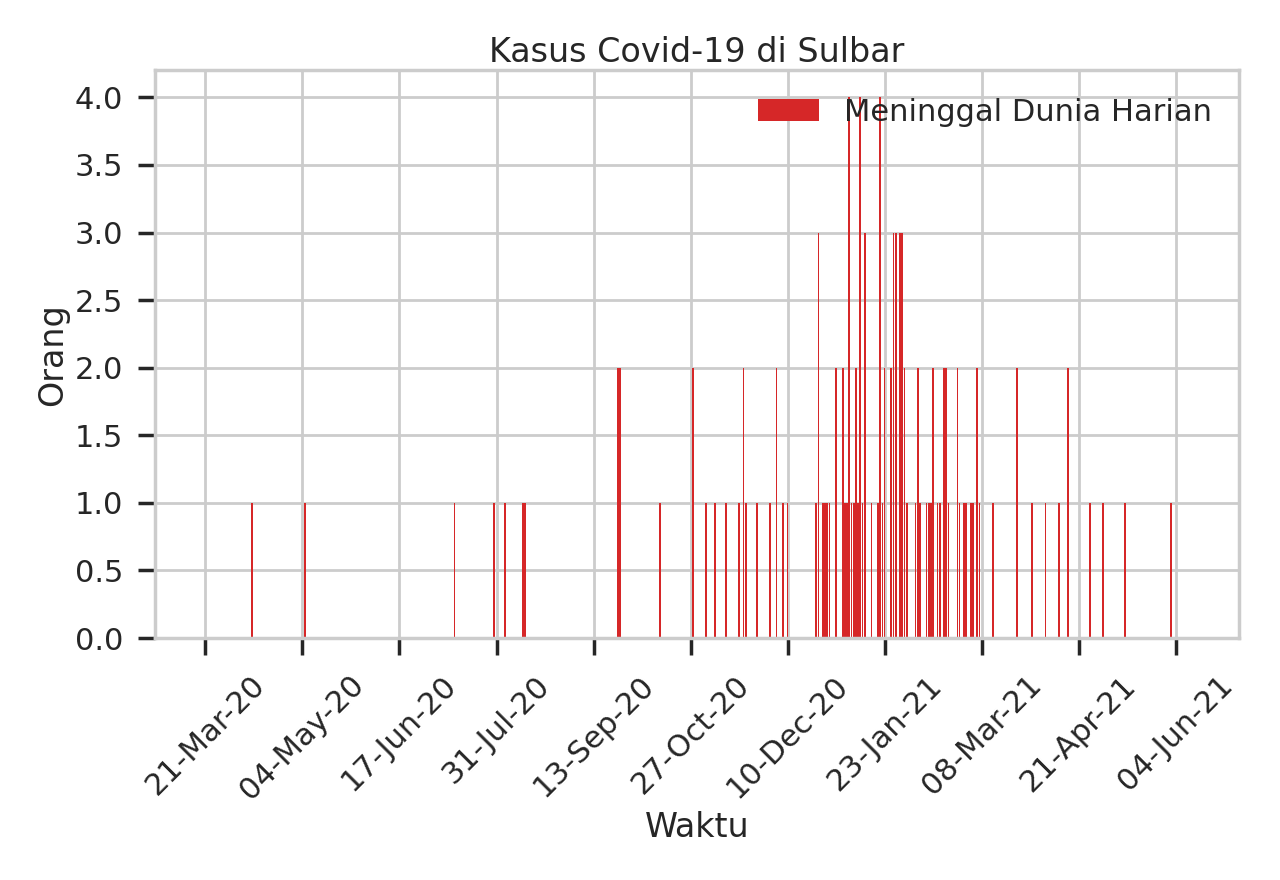 Kasus Covid-19 di Sulbar
Meninggal Dunia Harian
Orang
4.0
3.5
3.0
2.5
2.0
1.5
1.0
0.5
0.0
21-Mar-20
04-May-20
17-Jun-20
31-Jul-20
13-Sep-20
27-Oct-20
10-Dec-20
23-Jan-21
08-Mar-21
21-Apr-21
04-Jun-21
Waktu